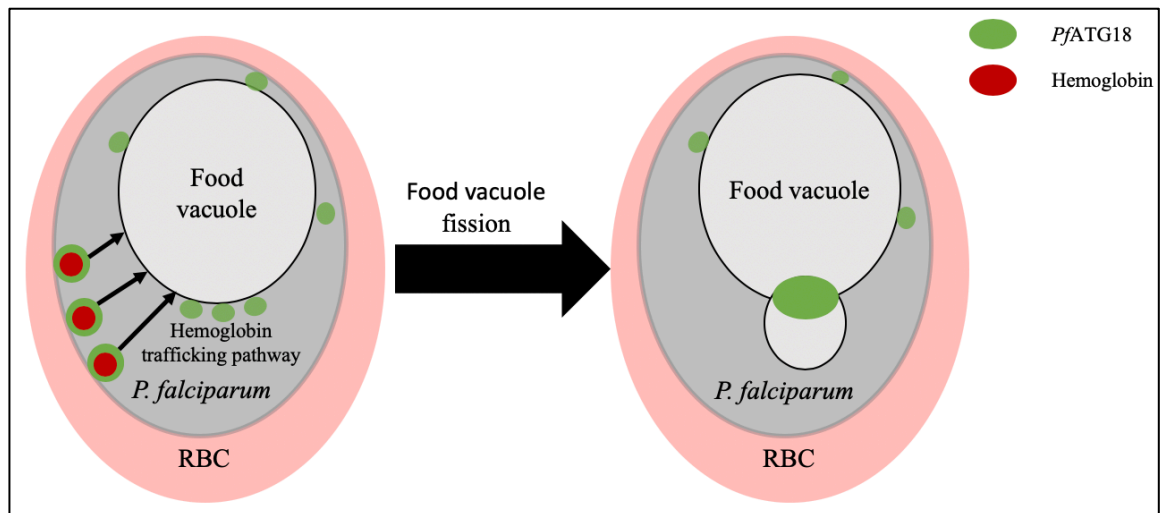 PfATG18
Hemoglobin
Food
vacuole
Hemoglobin
trafficking pathway
P. falciparum
RBC
Food vacuole
fission
Food vacuole
P. falciparum
RBC